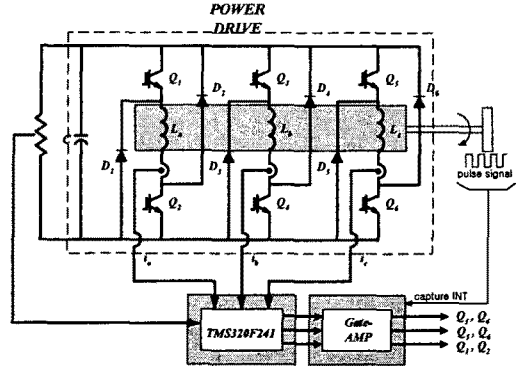 POWER
DRIVE
Q1
D2
Q3
D4
Q5
D6
La
Lb
D1
D3
D5
pulse signal
Q2
Q4
Q6
ia
ib
ic
capture INT
TMS320F241
Gate-
AMP
Q5, Q6
Q3, Q4
Q1, Q2
C